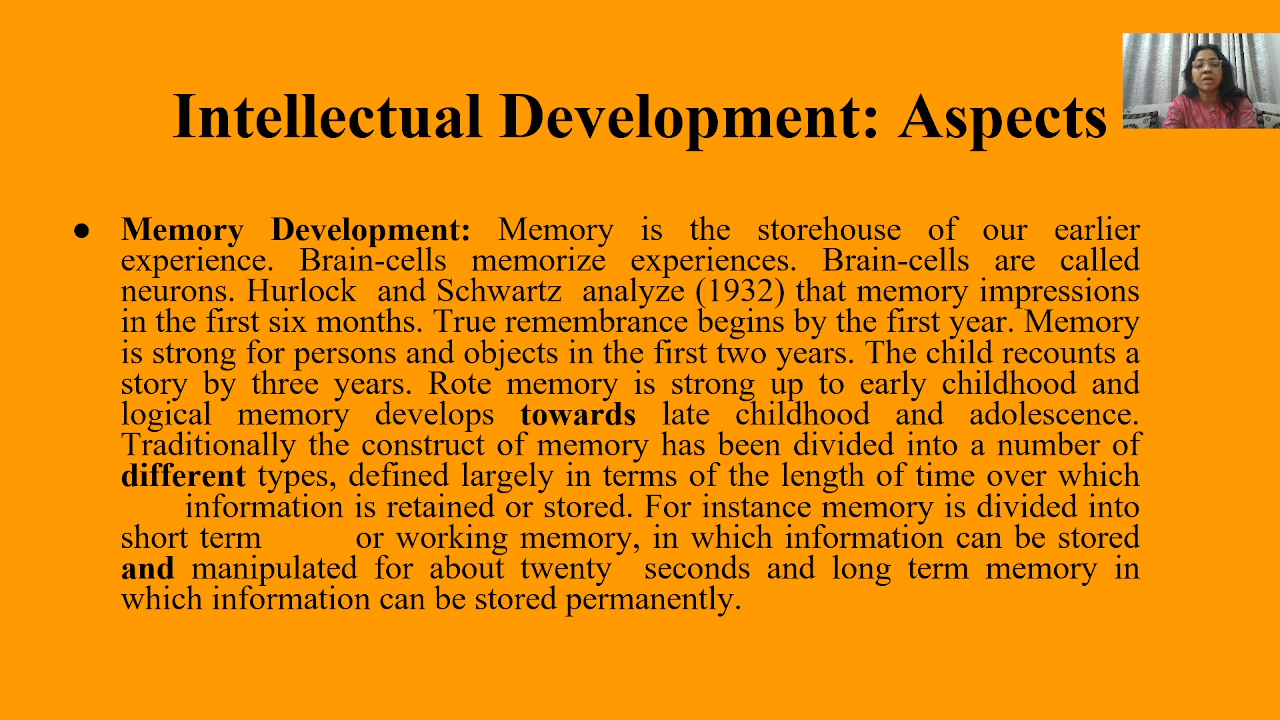 Intellectual Development: Aspects
● Memory Development: Memory is the storehouse of our earlier
experience. Brain-cells memorize experiences. Brain-cells are called
neurons. Hurlock and Schwartz analyze (1932) that memory impressions
in the first six months. True remembrance begins by the first year. Memory
is strong for persons and objects in the first two years. The child recounts a
story by three years. Rote memory is strong up to early childhood and
logical memory develops towards late childhood and adolescence.
Traditionally the construct of memory has been divided into a number of
different types, defined largely in terms of the length of time over which
information is retained or stored. For instance memory is divided into
short term or working memory, in which information can be stored
and manipulated for about twenty seconds and long term memory in
which information can be stored permanently.